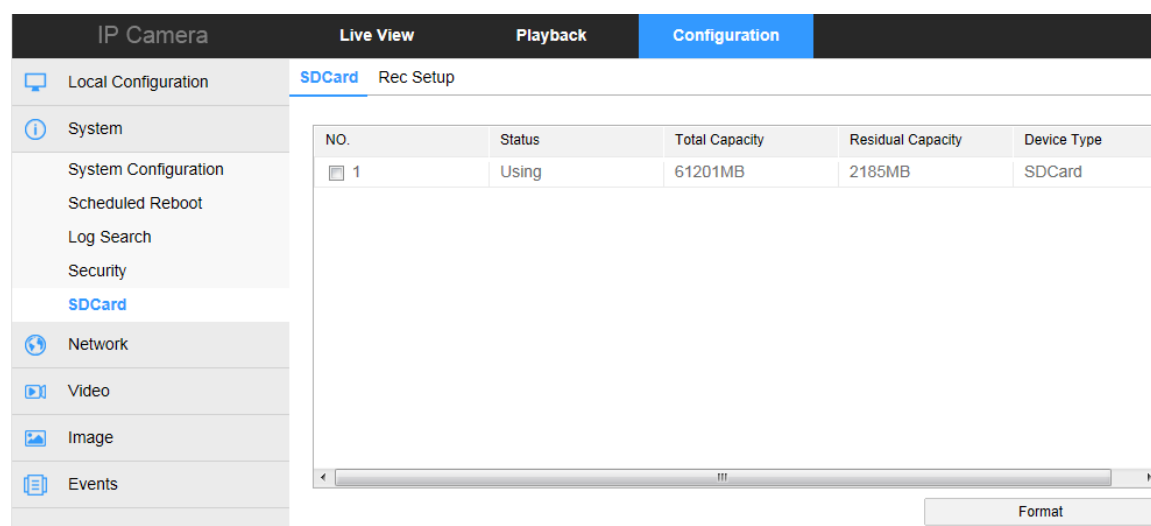 IP Camera Live View Playback Configuration
Local Configuration
SDCard Rec Setup
System
NO. Status Total Capacity Residual Capacity Device Type
System Configuration
1 Using 61201MB 2185MB SDCard
Scheduled Reboot
Log Search
Security
SDCard
Network
Video
Image
Events
Format